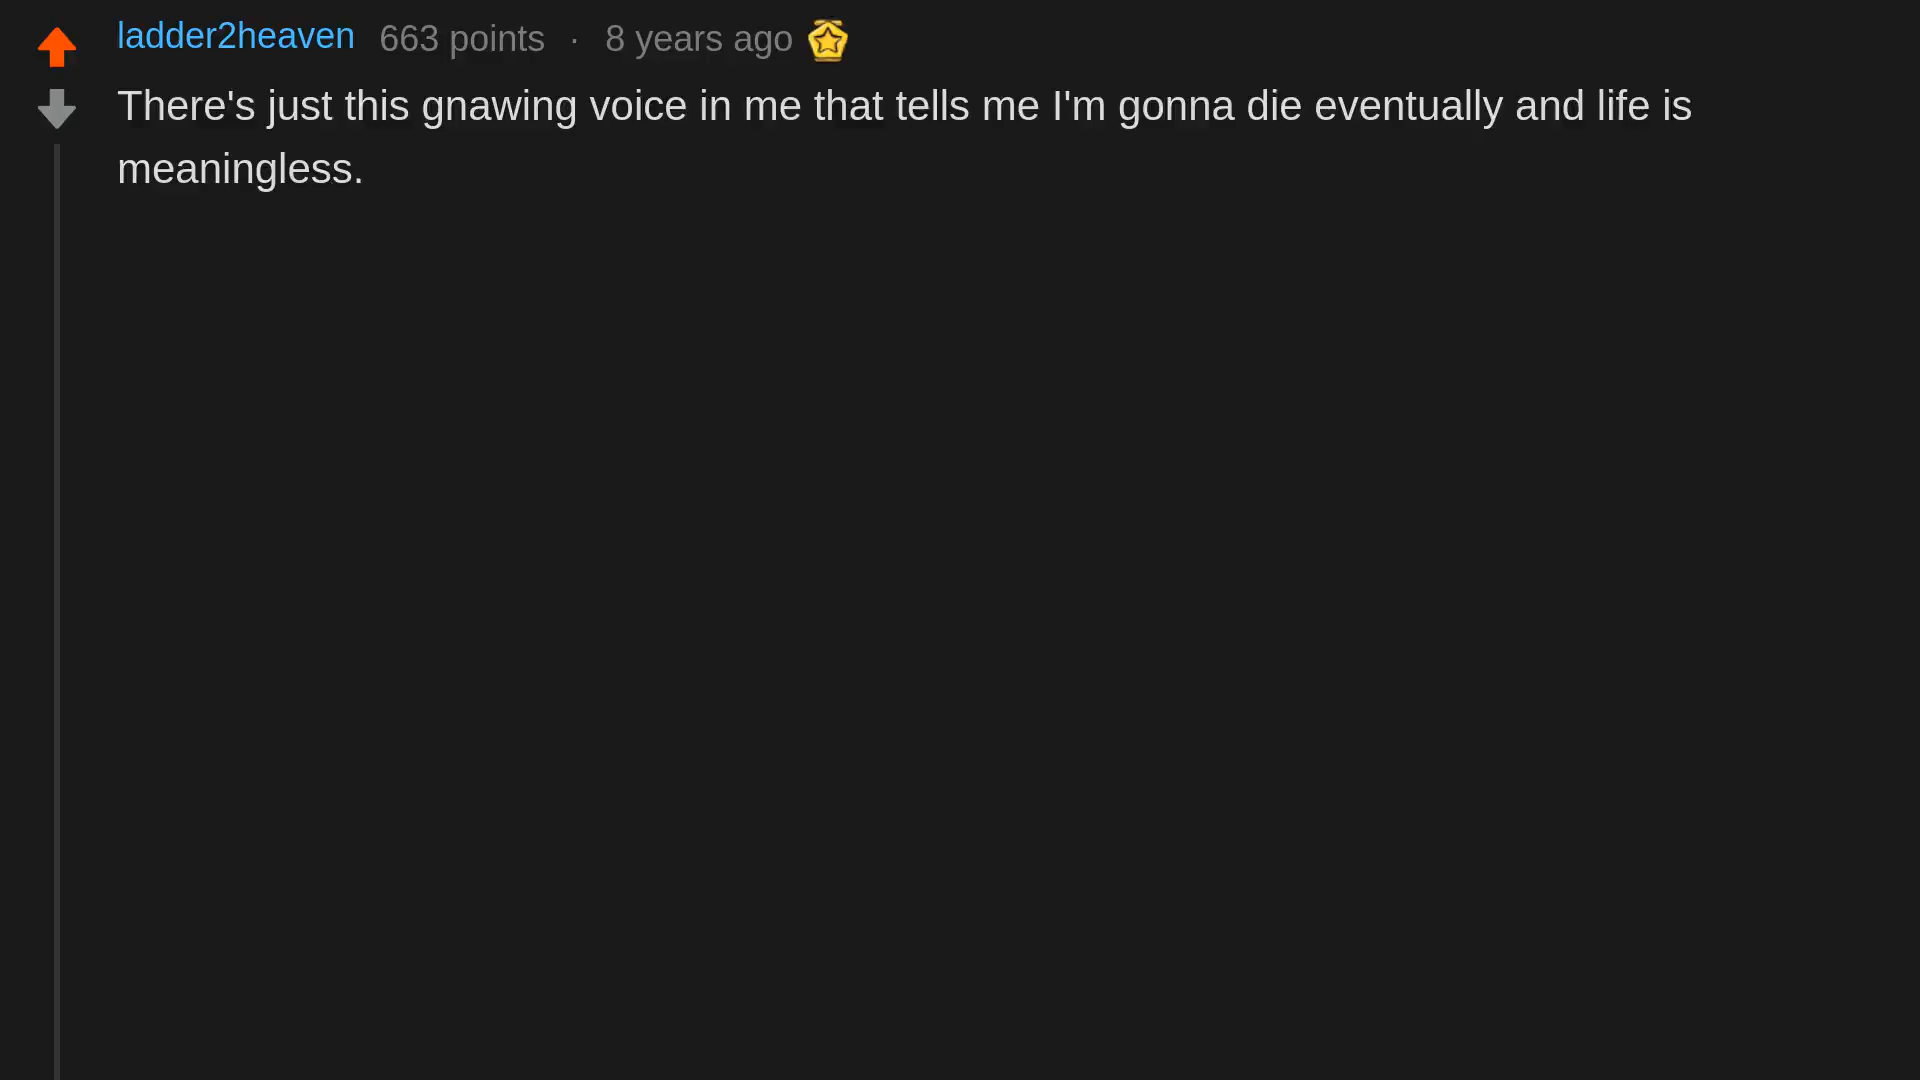 ladder2heaven 663 points · 8 years ago
There's just this gnawing voice in me that tells me I'm gonna die eventually and life is
meaningless.